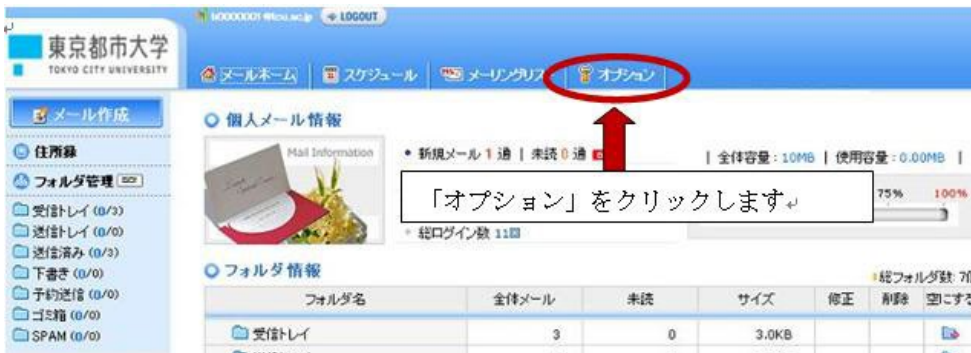 LOGOUT
東京都市大学
TOKYO CITY UNIVERSITY
メールホーム スケジュール メーリングリスト オプション
メール作成
住所録
フォルダ管理
受信トレイ (0/3)
送信トレイ (0/0)
送信済み (0/3)
下書き (0/0)
予約送信 (0/0)
ゴミ箱 (0/0)
SPAM (0/0)
個人メール情報
Mail Information
新規メール 1 通 | 未読 0 通
| 全体容量 : 10MB | 使用容量 : 0.00MB |
「オプション」をクリックします
75% 100%
総ログイン数 11回
フォルダ情報
総フォルダ数: 7
フォルダ名 全体メール 未読 サイズ 修正 削除 空にする
受信トレイ 3 0 3.0KB